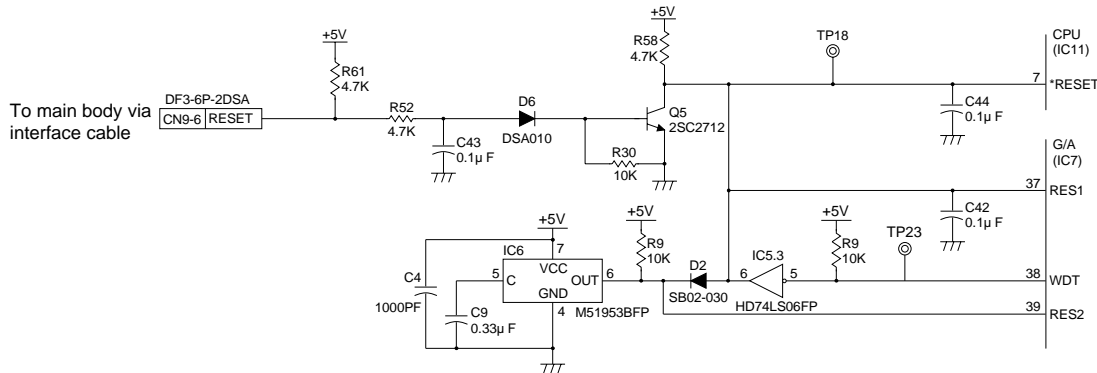 +5V
R58
4.7K
TP18
CPU
(IC11)
7
*RESET
+5V
R61
4.7K
DF3-6P-2DSA
To main body via
interface cable
CN9-6 RESET
R52
4.7K
D6
DSA010
Q5
2SC2712
C43
0.1μ F
R30
10K
C44
0.1μ F
G/A
(IC7)
37
RES1
C42
0.1μ F
+5V
IC6
7
VCC
5
C
OUT
6
GND
4
M51953BFP
C4
1000PF
C9
0.33μ F
+5V
R9
10K
D2
SB02-030
6
IC5.3
5
HD74LS06FP
+5V
R9
10K
TP23
38
WDT
39
RES2